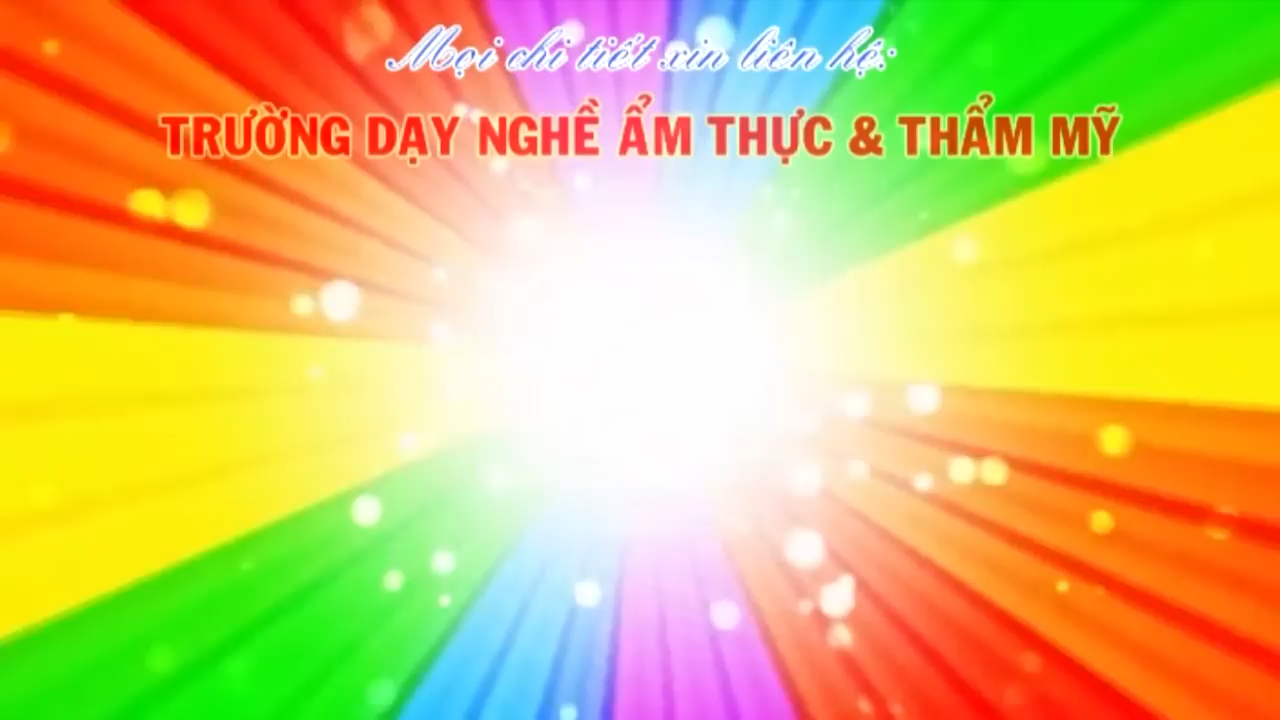 Mọi chi tiết xin liên hệ:
TRƯỜNG DẠY NGHỀ ẨM THỰC & THẨM MỸ